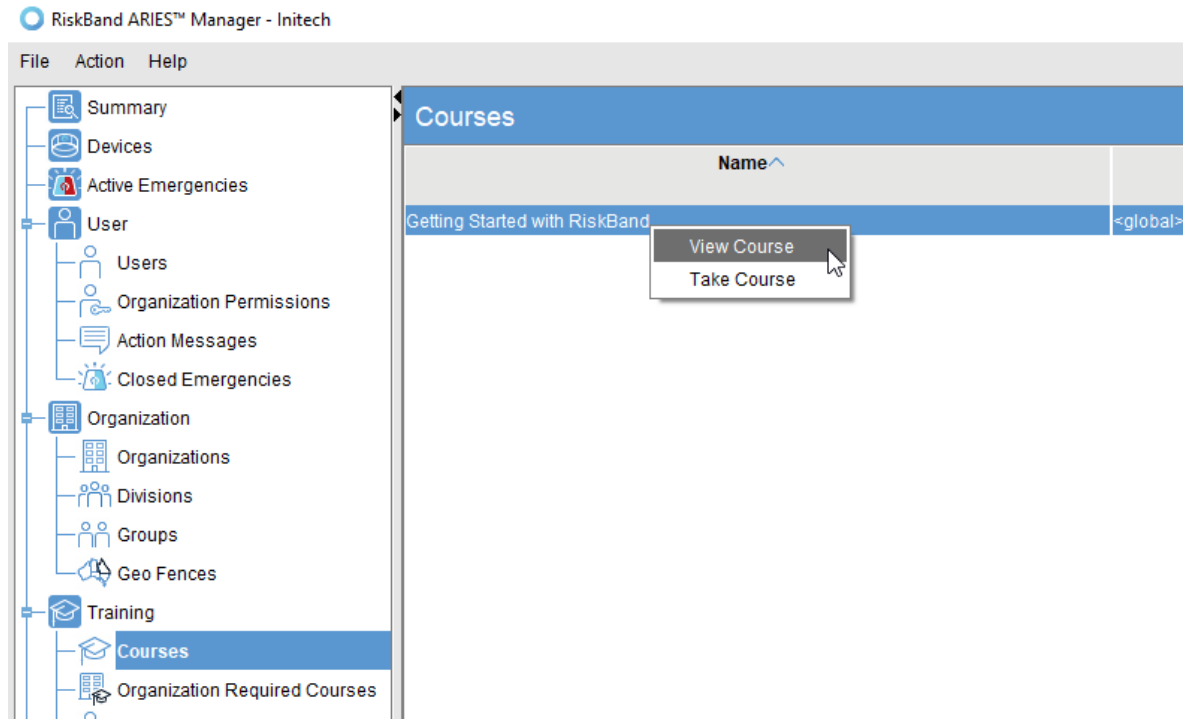 RiskBand ARIES™ Manager - Initech
File Action Help
Summary
Devices
Active Emergencies
User
Users
Organization Permissions
Action Messages
Closed Emergencies
Organization
Organizations
Divisions
Groups
Geo Fences
Training
Courses
Organization Required Courses
Courses
Name
Getting Started with RiskBand <global>
View Course
Take Course